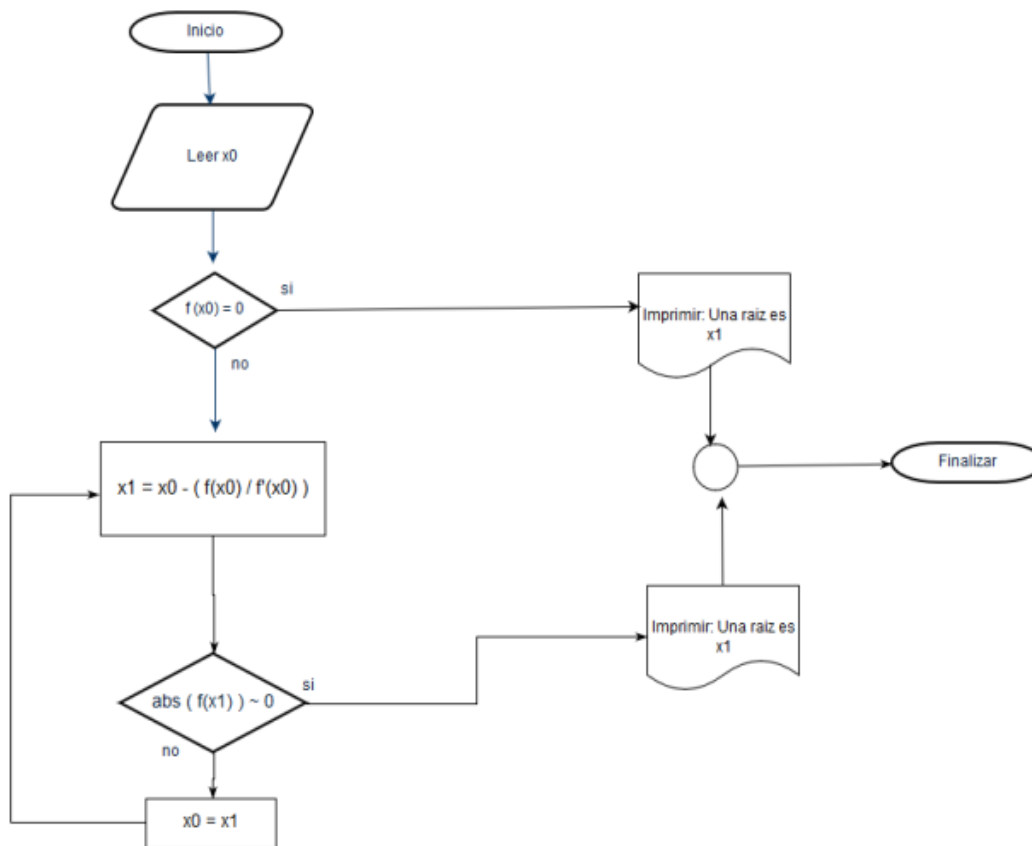 Inicio
Leer x0
f (x0) = 0
si
no
Imprimir: Una raiz es
x1
x1 = x0 - ( f(x0) / f'(x0) )
Finalizar
abs ( f(x1) ) ~ 0
si
no
Imprimir: Una raiz es
x1
x0 = x1